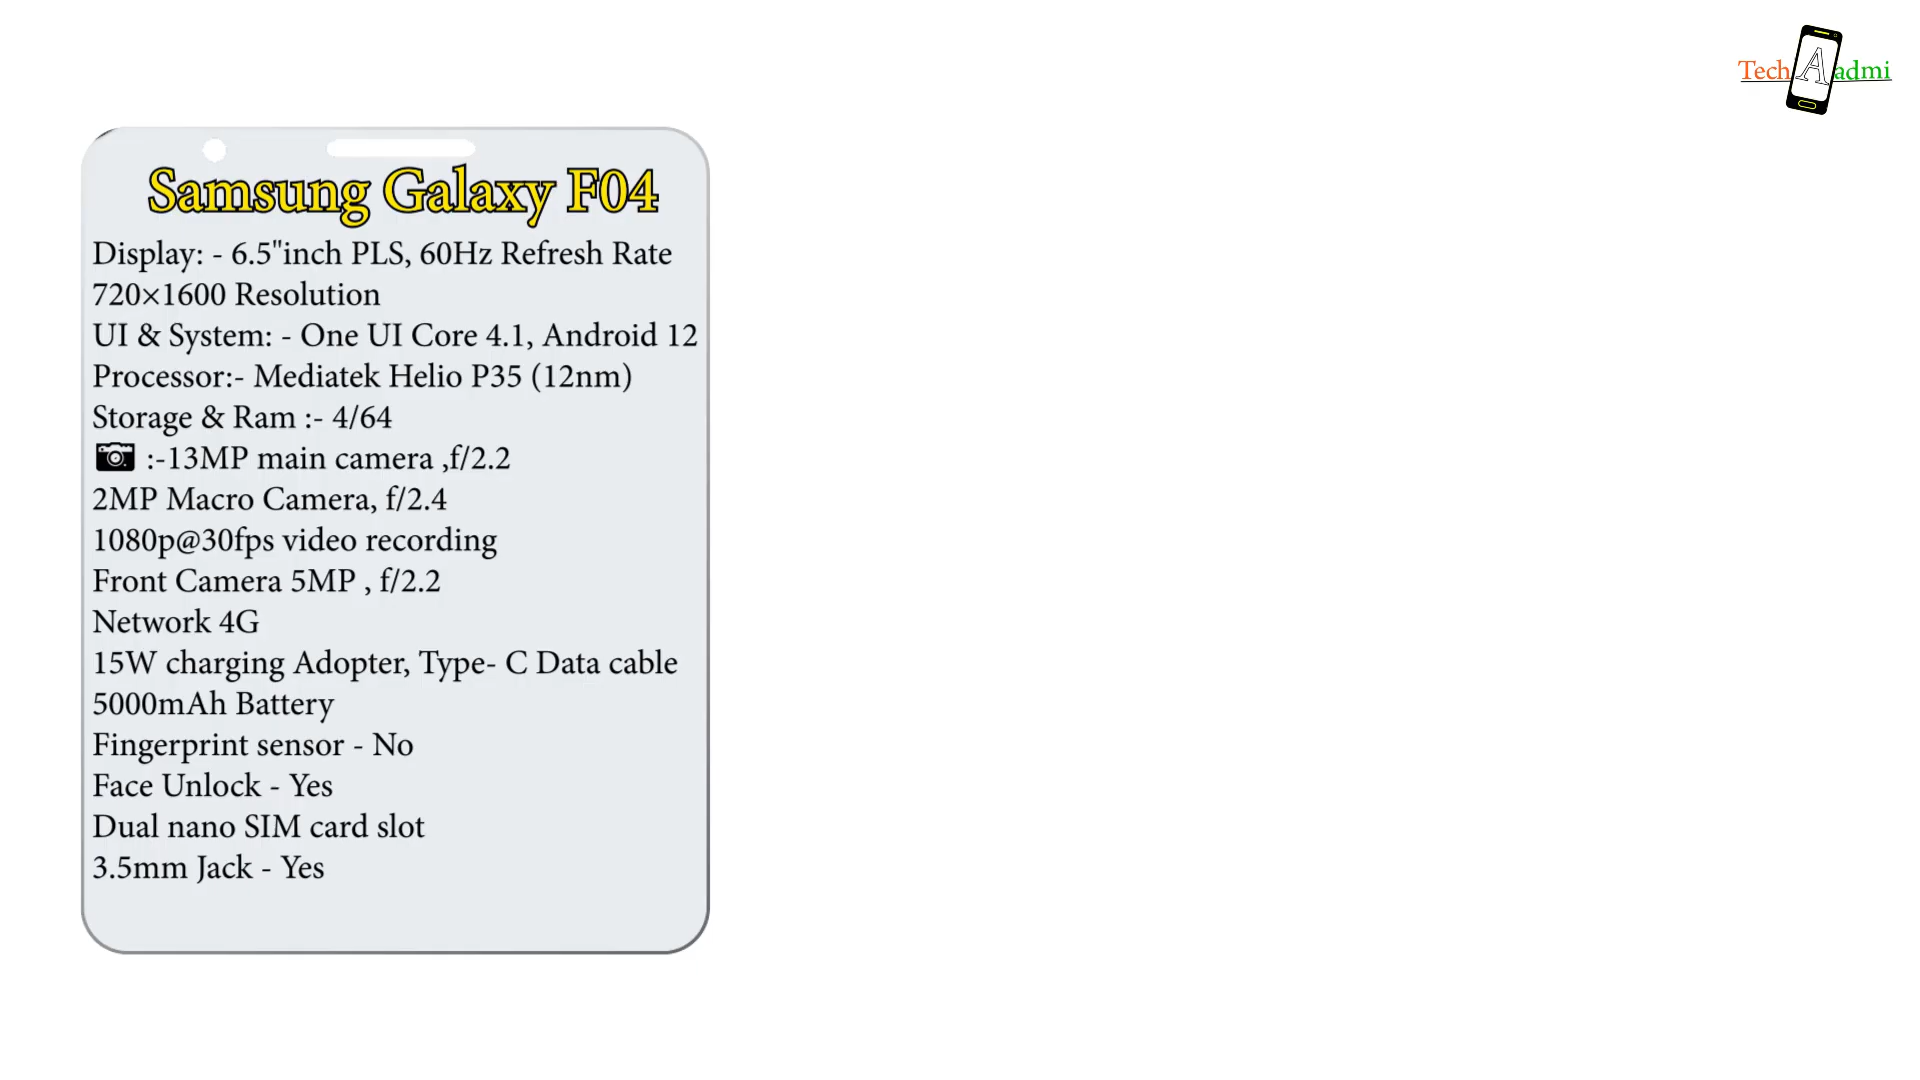 Tech A admi
Samsung Galaxy F04
Display: - 6.5"inch PLS, 60Hz Refresh Rate
720×1600 Resolution
UI & System: - One UI Core 4.1, Android 12
Processor:- Mediatek Helio P35 (12nm)
Storage & Ram :- 4/64
:-13MP main camera ,f/2.2
2MP Macro Camera, f/2.4
1080p@30fps video recording
Front Camera 5MP , f/2.2
Network 4G
15W charging Adopter, Type- C Data cable
5000mAh Battery
Fingerprint sensor - No
Face Unlock - Yes
Dual nano SIM card slot
3.5mm Jack - Yes